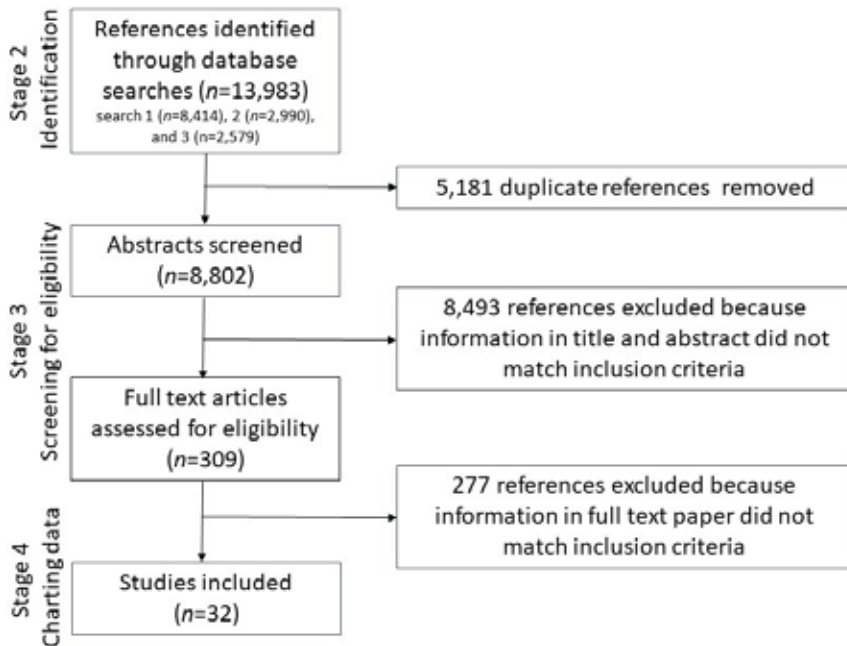 Stage 2
Identification
References identified
through database
searches (n=13,983)
search 1 (n=8,414), 2 (n=2,990),
and 3 (n=2,579)
5,181 duplicate references removed
Stage 3
Screening for eligibility
Abstracts screened
(n=8,802)
8,493 references excluded because
information in title and abstract did not
match inclusion criteria
Full text articles
assessed for eligibility
(n=309)
277 references excluded because
information in full text paper did not
match inclusion criteria
Stage 4
Charting data
Studies included
(n=32)